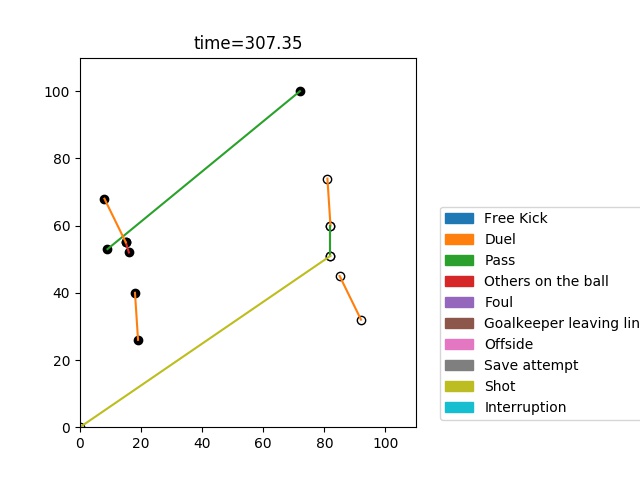 time=307.35
100
80
60
40
20
0
0 20 40 60 80 100
Free Kick
Duel
Pass
Others on the ball
Foul
Goalkeeper leaving lin
Offside
Save attempt
Shot
Interruption